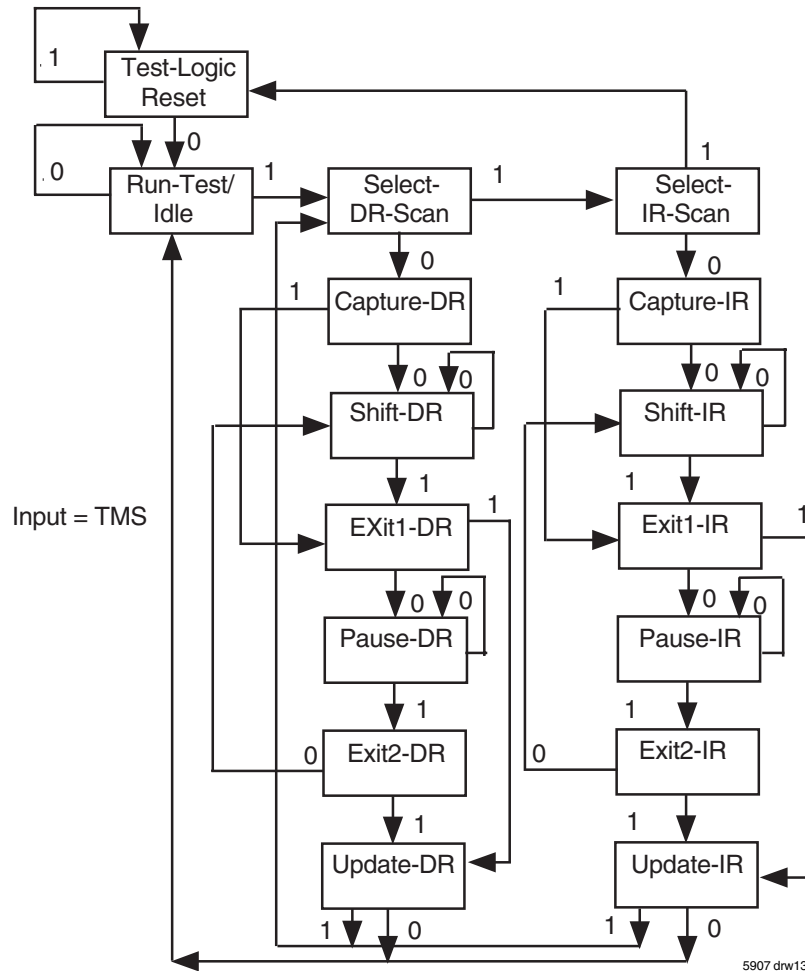 1
Test-Logic
Reset
0
1
0
Run-Test/
Idle
1
Select-
DR-Scan
1
Select-
IR-Scan
0
0
1
Capture-DR
1
Capture-IR
0
0
0
0
Shift-DR
Shift-IR
1
1
Input = TMS
EXit1-DR
1
Exit1-IR
1
0
0
0
0
Pause-DR
Pause-IR
1
1
0
Exit2-DR
0
Exit2-IR
1
1
Update-DR
Update-IR
1
0
1
0
5907 drw13